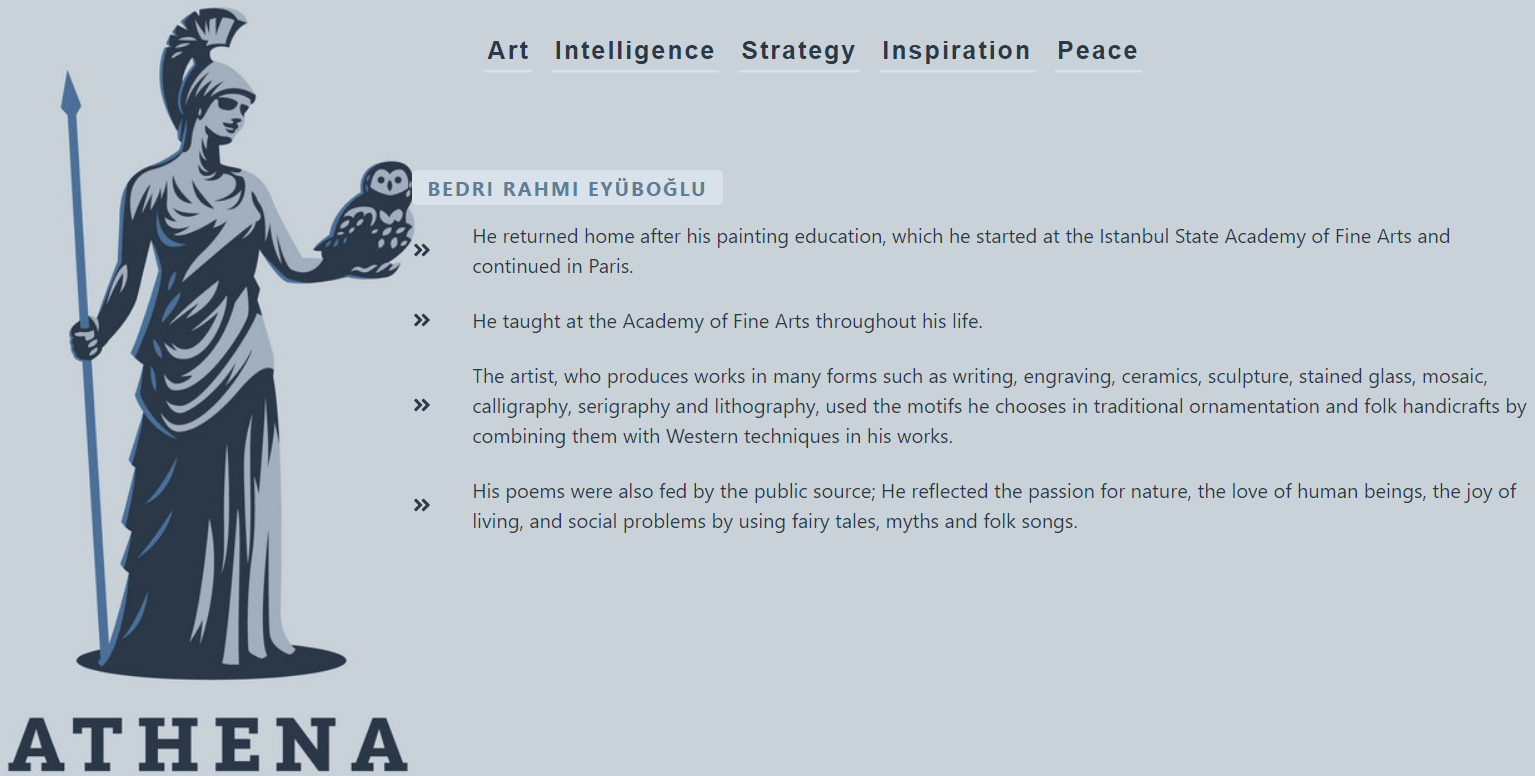 Art Intelligence Strategy Inspiration Peace
BEDRI RAHMI EYÜBOĞLU
He returned home after his painting education, which he started at the Istanbul State Academy of Fine Arts and
continued in Paris.
He taught at the Academy of Fine Arts throughout his life.
The artist, who produces works in many forms such as writing, engraving, ceramics, sculpture, stained glass, mosaic,
calligraphy, serigraphy and lithography, used the motifs he chooses in traditional ornamentation and folk handicrafts by
combining them with Western techniques in his works.
His poems were also fed by the public source; He reflected the passion for nature, the love of human beings, the joy of
living, and social problems by using fairy tales, myths and folk songs.
ATHENA